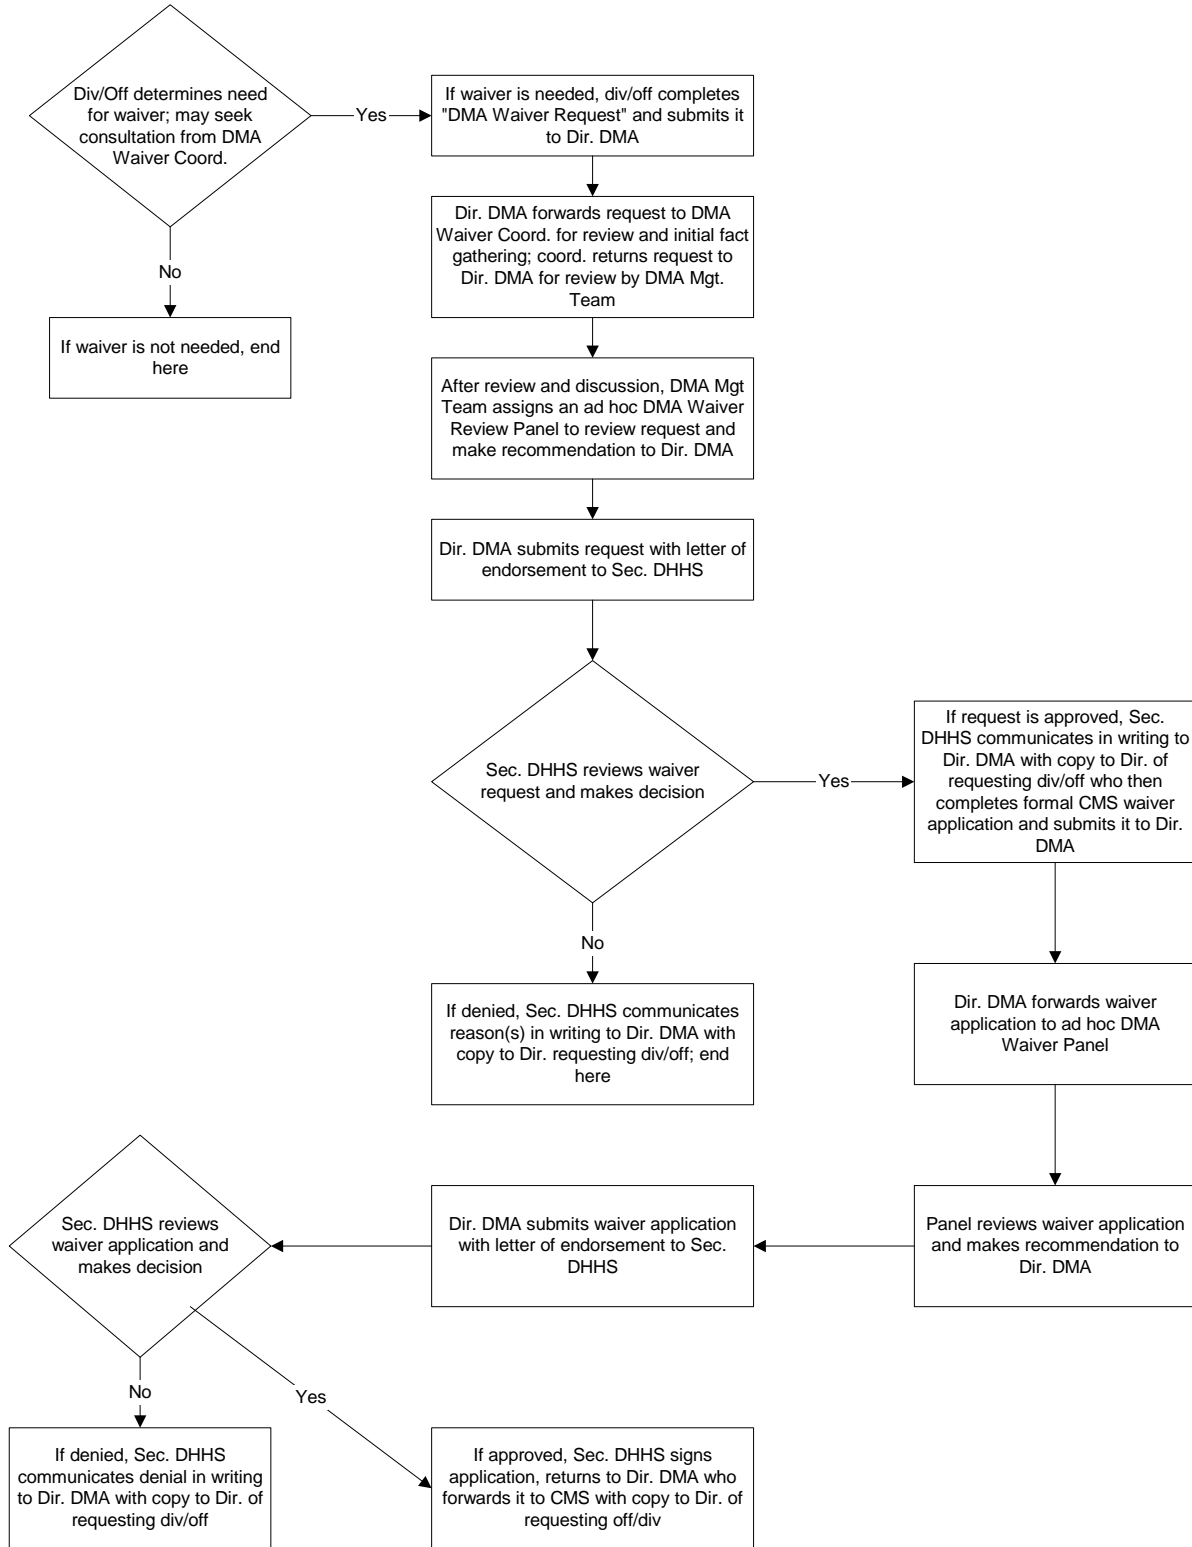 Div/Off determines need
for waiver; may seek
consultation from DMA
Waiver Coord.
Yes
If waiver is needed, div/off completes
"DMA Waiver Request" and submits it
to Dir. DMA
No
If waiver is not needed, end
here
Dir. DMA forwards request to DMA
Waiver Coord. for review and initial fact
gathering; coord. returns request to
Dir. DMA for review by DMA Mgt.
Team
After review and discussion, DMA Mgt
Team assigns an ad hoc DMA Waiver
Review Panel to review request and
make recommendation to Dir. DMA
Dir. DMA submits request with letter of
endorsement to Sec. DHHS
Sec. DHHS reviews waiver
request and makes decision
Yes
If request is approved, Sec.
DHHS communicates in writing to
Dir. DMA with copy to Dir. of
requesting div/off who then
completes formal CMS waiver
application and submits it to Dir.
DMA
No
If denied, Sec. DHHS communicates
reason(s) in writing to Dir. DMA with
copy to Dir. requesting div/off; end
here
Dir. DMA forwards waiver
application to ad hoc DMA
Waiver Panel
Panel reviews waiver application
and makes recommendation to
Dir. DMA
Dir. DMA submits waiver application
with letter of endorsement to Sec.
DHHS
Sec. DHHS reviews
waiver application and
makes decision
No
Yes
If denied, Sec. DHHS
communicates denial in writing
to Dir. DMA with copy to Dir. of
requesting div/off
If approved, Sec. DHHS signs
application, returns to Dir. DMA who
forwards it to CMS with copy to Dir. of
requesting off/div